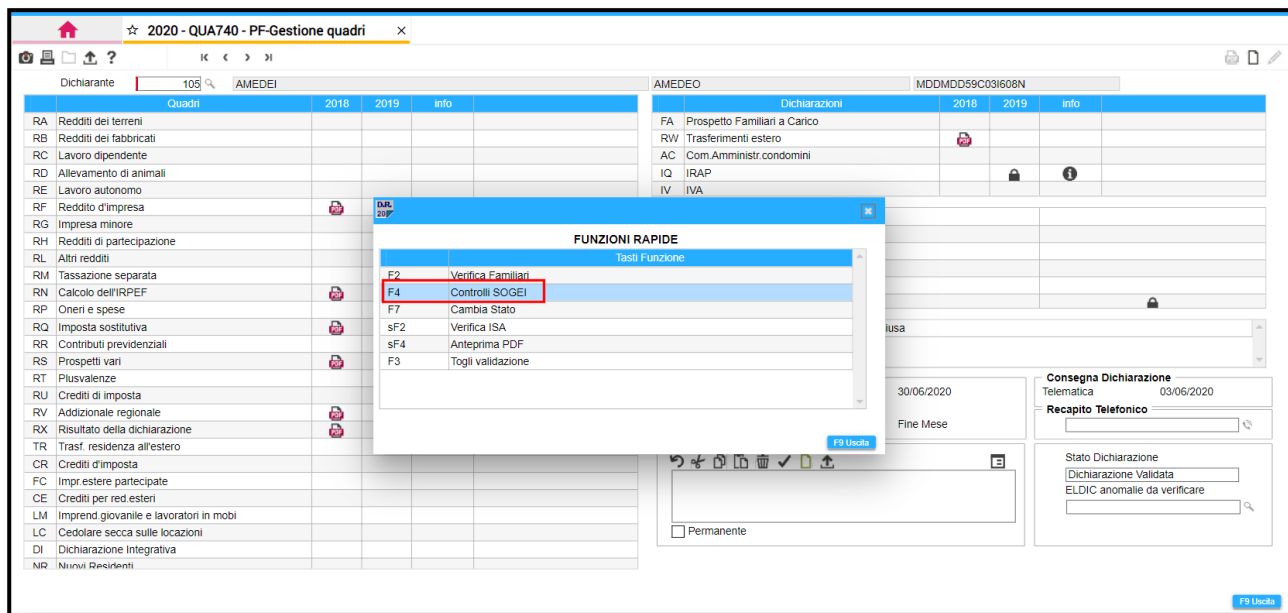 ☆ 2020 - QUA740 - PF-Gestione quadri ×
?
Dichiarante 105 AMEDEI AMEDEO MDDMDD59C03I608N
Quadri 2018 2019 info
RA Redditi dei terreni
RB Redditi dei fabbricati
RC Lavoro dipendente
RD Allevamento di animali
RE Lavoro autonomo
RF Reddito d'impresa PDF
RG Impresa minore
RH Redditi di partecipazione
RL Altri redditi
RM Tassazione separata
RN Calcolo dell'IRPEF PDF
RP Oneri e spese
RQ Imposta sostitutiva PDF
RR Contributi previdenziali
RS Prospetti vari PDF
RT Plusvalenze
RU Crediti di imposta
RV Addizionale regionale PDF
RX Risultato della dichiarazione PDF
TR Trasf. residenza all'estero
CR Crediti d'imposta
FC Impr.estere partecipate
CE Crediti per red.esteri
LM Imprend.giovanile e lavoratori in mobi
LC Cedolare secca sulle locazioni
DI Dichiarazione Integrativa
NR Nuovi Residenti
Dichiarazioni 2018 2019 info
FA Prospetto Familiari a Carico
RW Trasferimenti estero PDF
AC Com.Amministr.condomini
IQ IRAP
IV IVA
D.R.
20
FUNZIONI RAPIDE
Tasti Funzione
F2 Verifica Familiari
F4 Controlli SOGEI
F7 Cambia Stato
sF2 Verifica ISA
sF4 Anteprima PDF
F3 Togli validazione
F9 Uscita
iusa
30/06/2020
Fine Mese
Consegna Dichiarazione
Telematica 03/06/2020
Recapito Telefonico
Permanente
Stato Dichiarazione
Dichiarazione Validata
ELDIC anomalie da verificare
F9 Uscita